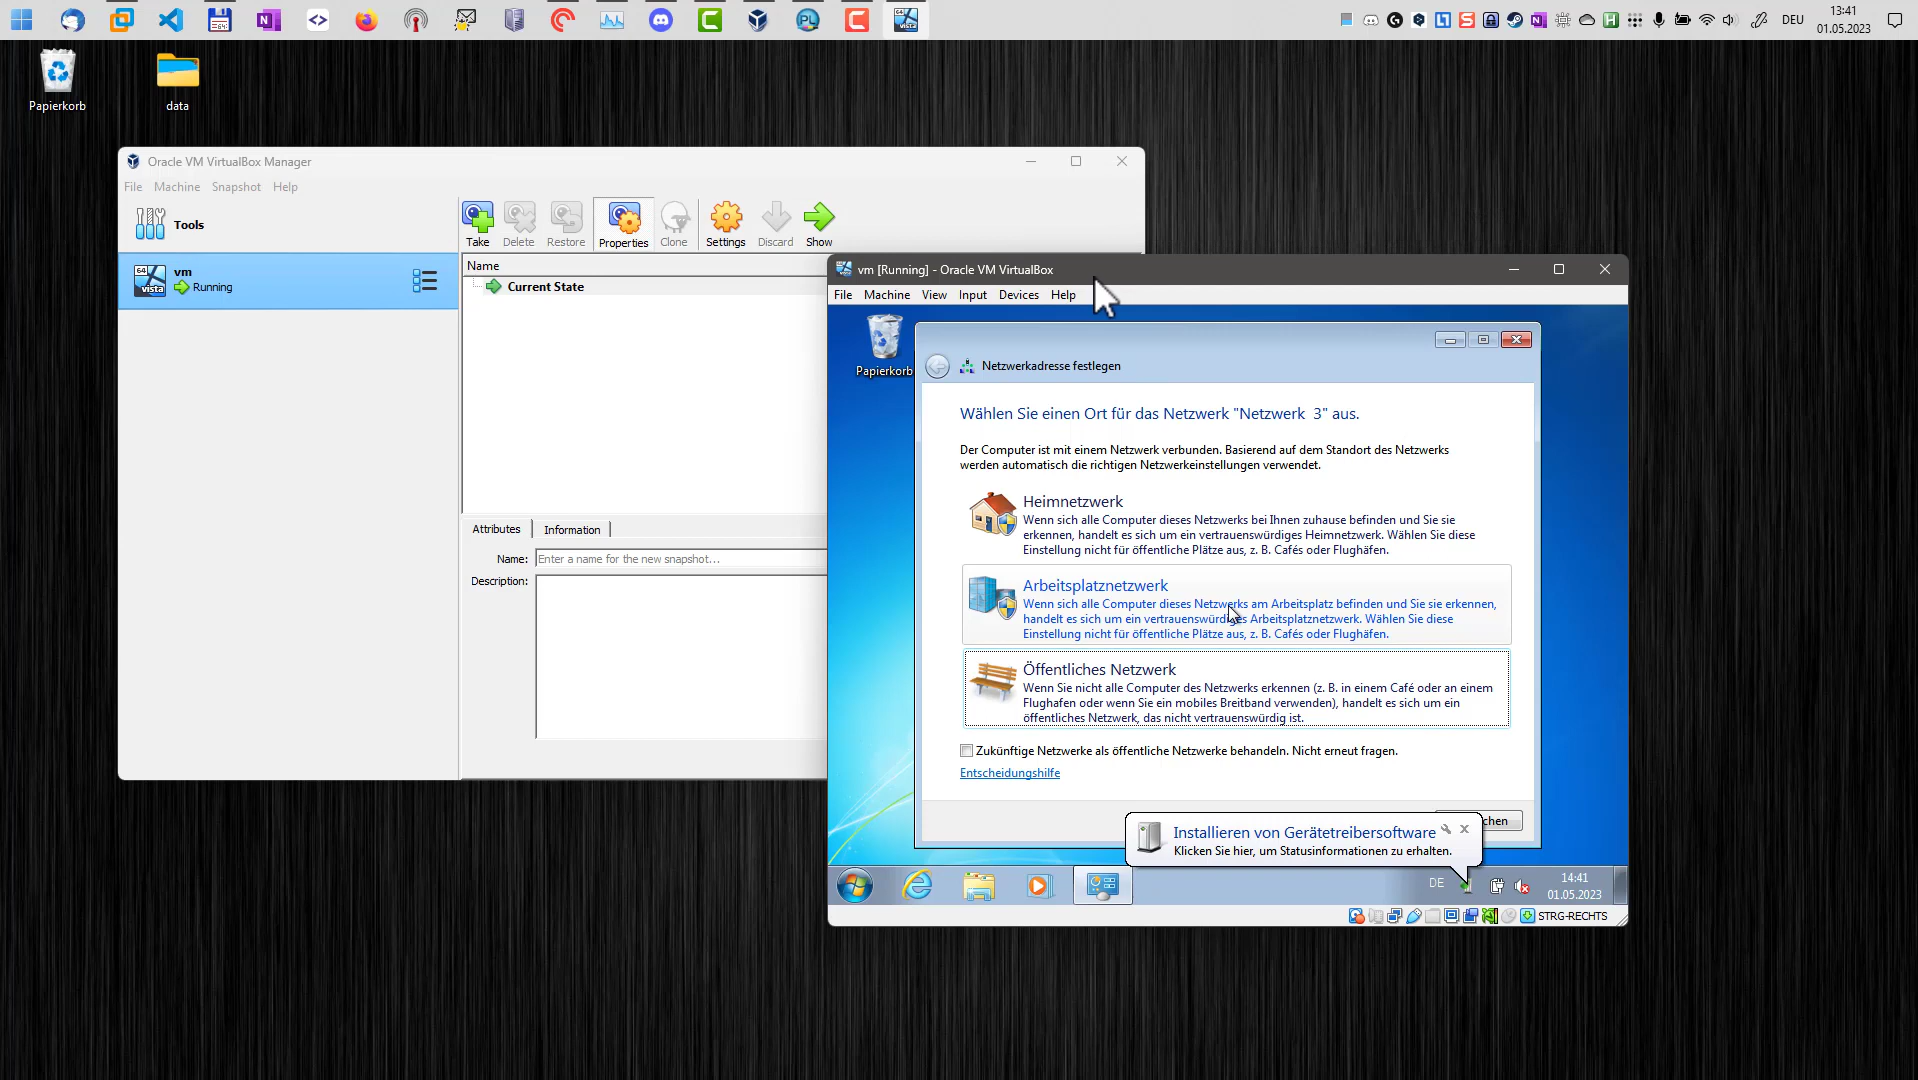 DEU
13:41
01.05.2023
Papierkorb
data
Oracle VM VirtualBox Manager
File Machine Snapshot Help
Tools
Take Delete Restore Properties Clone Settings Discard Show
64
vista
vm
Running
Name
Current State
Attributes Information
Name: Enter a name for the new snapshot...
Description:
vm [Running] - Oracle VM VirtualBox
File Machine View Input Devices Help
Papierkorb
Netzwerkadresse festlegen
Wählen Sie einen Ort für das Netzwerk "Netzwerk 3" aus.
Der Computer ist mit einem Netzwerk verbunden. Basierend auf dem Standort des Netzwerks
werden automatisch die richtigen Netzwerkeinstellungen verwendet.
Heimnetzwerk
Wenn sich alle Computer dieses Netzwerks bei Ihnen zuhause befinden und Sie sie
erkennen, handelt es sich um ein vertrauenswürdiges Heimnetzwerk. Wählen Sie diese
Einstellung nicht für öffentliche Plätze aus, z. B. Cafés oder Flughäfen.
Arbeitsplatznetzwerk
Wenn sich alle Computer dieses Netzwerks am Arbeitsplatz befinden und Sie sie erkennen,
handelt es sich um ein vertrauenswürdiges Arbeitsplatznetzwerk. Wählen Sie diese
Einstellung nicht für öffentliche Plätze aus, z. B. Cafés oder Flughäfen.
Öffentliches Netzwerk
Wenn Sie nicht alle Computer des Netzwerks erkennen (z. B. in einem Café oder an einem
Flughafen oder wenn Sie ein mobiles Breitband verwenden), handelt es sich um ein
öffentliches Netzwerk, das nicht vertrauenswürdig ist.
Zukünftige Netzwerke als öffentliche Netzwerke behandeln. Nicht erneut fragen.
Entscheidungshilfe
chen
Installieren von Gerätetreibersoftware
Klicken Sie hier, um Statusinformationen zu erhalten.
DE
14:41
01.05.2023
STRG-RECHTS